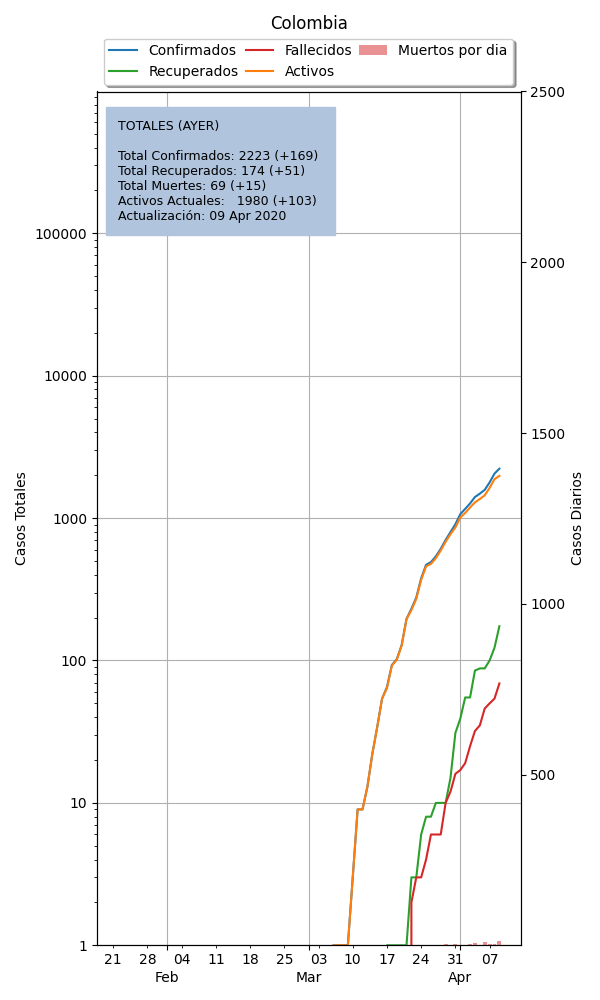 Colombia
Confirmados
Recuperados
Fallecidos
Activos
Muertos por dia
TOTALES (AYER)
Total Confirmados: 2223 (+169)
Total Recuperados: 174 (+51)
Total Muertes: 69 (+15)
Activos Actuales:   1980 (+103)
Actualización: 09 Apr 2020
100000
10000
1000
100
10
1
Casos Totales
2500
2000
1500
1000
500
Casos Diarios
21 28 04 11 18 25 03 10 17 24 31 07
Feb Mar Apr